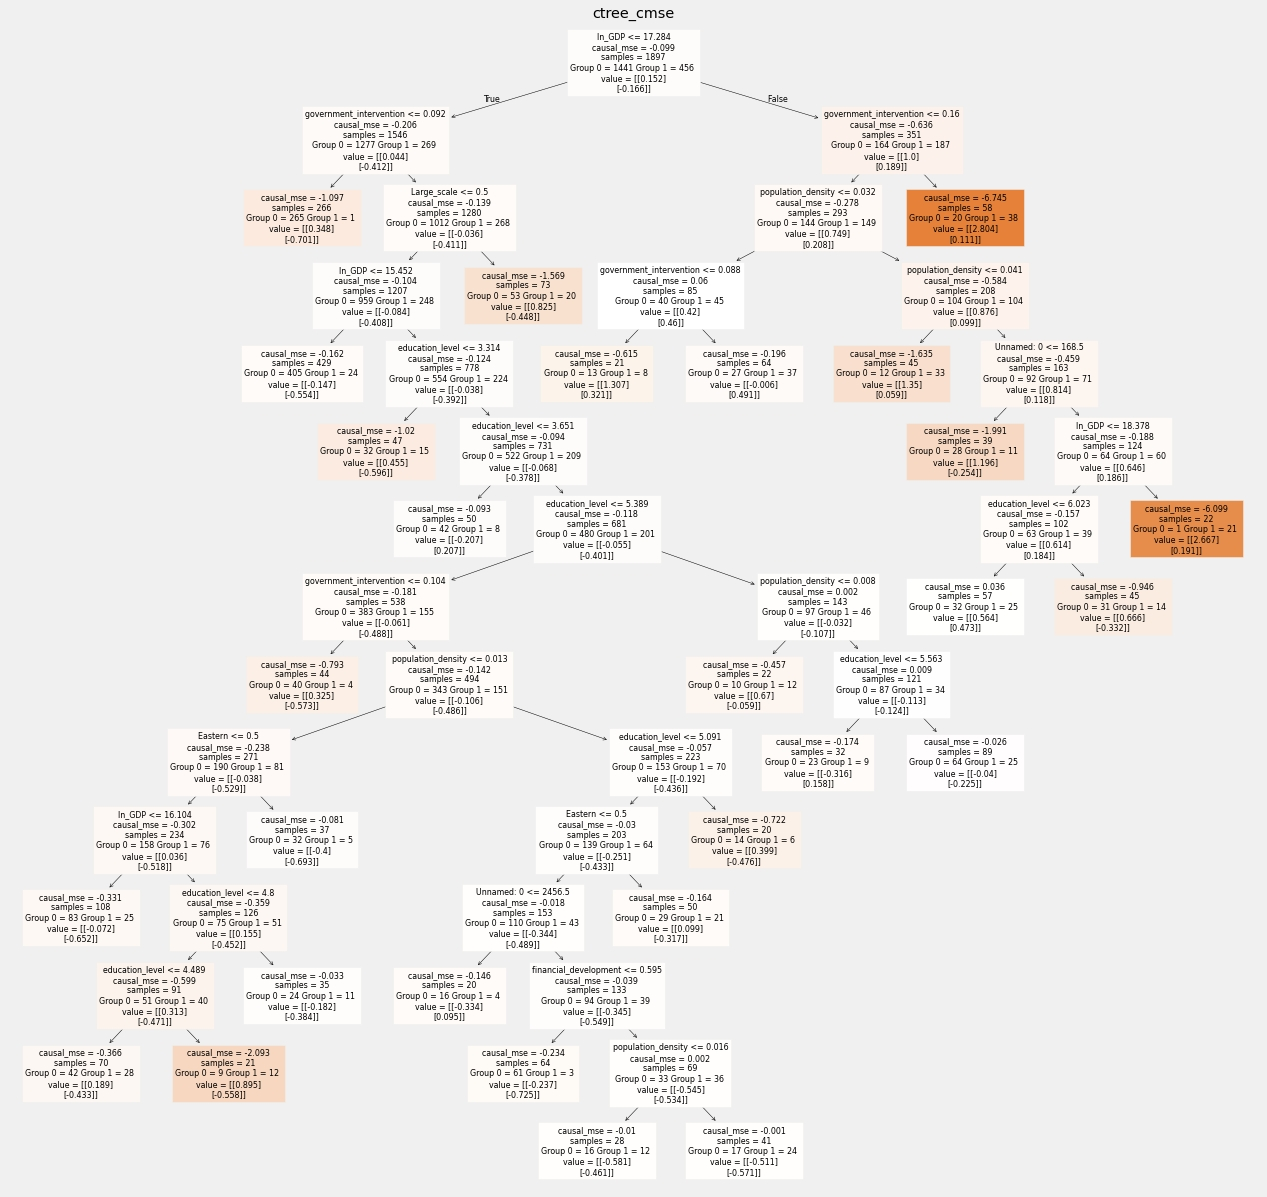 ctree_cmse
ln_GDP <= 17.284
causal_mse = -0.099
samples = 1897
Group 0 = 1441 Group 1 = 456
value = [[0.152]
[-0.166]]
True
False
government_intervention <= 0.092
causal_mse = -0.206
samples = 1546
Group 0 = 1277 Group 1 = 269
value = [[0.044]
[-0.412]]
government_intervention <= 0.16
causal_mse = -0.636
samples = 351
Group 0 = 164 Group 1 = 187
value = [[1.0]
[0.189]]
causal_mse = -1.097
samples = 266
Group 0 = 265 Group 1 = 1
value = [[0.348]
[-0.701]]
Large_scale <= 0.5
causal_mse = -0.139
samples = 1280
Group 0 = 1012 Group 1 = 268
value = [[-0.036]
[-0.411]]
population_density <= 0.032
causal_mse = -0.278
samples = 293
Group 0 = 144 Group 1 = 149
value = [[0.749]
[0.208]]
causal_mse = -6.745
samples = 58
Group 0 = 20 Group 1 = 38
value = [[2.804]
[0.111]]
ln_GDP <= 15.452
causal_mse = -0.104
samples = 1207
Group 0 = 959 Group 1 = 248
value = [[-0.084]
[-0.408]]
causal_mse = -1.569
samples = 73
Group 0 = 53 Group 1 = 20
value = [[0.825]
[-0.448]]
government_intervention <= 0.088
causal_mse = 0.06
samples = 85
Group 0 = 40 Group 1 = 45
value = [[0.42]
[0.46]]
population_density <= 0.041
causal_mse = -0.584
samples = 208
Group 0 = 104 Group 1 = 104
value = [[0.876]
[0.099]]
causal_mse = -0.162
samples = 429
Group 0 = 405 Group 1 = 24
value = [[-0.147]
[-0.554]]
education_level <= 3.314
causal_mse = -0.124
samples = 778
Group 0 = 554 Group 1 = 224
value = [[-0.038]
[-0.392]]
causal_mse = -0.615
samples = 21
Group 0 = 13 Group 1 = 8
value = [[1.307]
[0.321]]
causal_mse = -0.196
samples = 64
Group 0 = 27 Group 1 = 37
value = [[-0.006]
[0.491]]
causal_mse = -1.635
samples = 45
Group 0 = 12 Group 1 = 33
value = [[1.35]
[0.059]]
Unnamed: 0 <= 168.5
causal_mse = -0.459
samples = 163
Group 0 = 92 Group 1 = 71
value = [[0.814]
[0.118]]
causal_mse = -1.02
samples = 47
Group 0 = 32 Group 1 = 15
value = [[0.455]
[-0.596]]
education_level <= 3.651
causal_mse = -0.094
samples = 731
Group 0 = 522 Group 1 = 209
value = [[-0.068]
[-0.378]]
causal_mse = -1.991
samples = 39
Group 0 = 28 Group 1 = 11
value = [[1.196]
[-0.254]]
ln_GDP <= 18.378
causal_mse = -0.188
samples = 124
Group 0 = 64 Group 1 = 60
value = [[0.646]
[0.186]]
causal_mse = -0.093
samples = 50
Group 0 = 42 Group 1 = 8
value = [[-0.207]
[0.207]]
education_level <= 5.389
causal_mse = -0.118
samples = 681
Group 0 = 480 Group 1 = 201
value = [[-0.055]
[-0.401]]
education_level <= 6.023
causal_mse = -0.157
samples = 102
Group 0 = 63 Group 1 = 39
value = [[0.614]
[0.184]]
causal_mse = -6.099
samples = 22
Group 0 = 1 Group 1 = 21
value = [[2.667]
[0.191]]
government_intervention <= 0.104
causal_mse = -0.181
samples = 538
Group 0 = 383 Group 1 = 155
value = [[-0.061]
[-0.488]]
population_density <= 0.008
causal_mse = 0.002
samples = 143
Group 0 = 97 Group 1 = 46
value = [[-0.032]
[-0.107]]
causal_mse = 0.036
samples = 57
Group 0 = 32 Group 1 = 25
value = [[0.564]
[0.473]]
causal_mse = -0.946
samples = 45
Group 0 = 31 Group 1 = 14
value = [[0.666]
[-0.332]]
causal_mse = -0.793
samples = 44
Group 0 = 40 Group 1 = 4
value = [[0.325]
[-0.573]]
population_density <= 0.013
causal_mse = -0.142
samples = 494
Group 0 = 343 Group 1 = 151
value = [[-0.106]
[-0.486]]
causal_mse = -0.457
samples = 22
Group 0 = 10 Group 1 = 12
value = [[0.67]
[-0.059]]
education_level <= 5.563
causal_mse = 0.009
samples = 121
Group 0 = 87 Group 1 = 34
value = [[-0.113]
[-0.124]]
Eastern <= 0.5
causal_mse = -0.238
samples = 271
Group 0 = 190 Group 1 = 81
value = [[-0.038]
[-0.529]]
education_level <= 5.091
causal_mse = -0.057
samples = 223
Group 0 = 153 Group 1 = 70
value = [[-0.192]
[-0.436]]
causal_mse = -0.174
samples = 32
Group 0 = 23 Group 1 = 9
value = [[-0.316]
[0.158]]
causal_mse = -0.026
samples = 89
Group 0 = 64 Group 1 = 25
value = [[-0.04]
[-0.225]]
ln_GDP <= 16.104
causal_mse = -0.302
samples = 234
Group 0 = 158 Group 1 = 76
value = [[0.036]
[-0.518]]
causal_mse = -0.081
samples = 37
Group 0 = 32 Group 1 = 5
value = [[-0.4]
[-0.693]]
Eastern <= 0.5
causal_mse = -0.03
samples = 203
Group 0 = 139 Group 1 = 64
value = [[-0.251]
[-0.433]]
causal_mse = -0.722
samples = 20
Group 0 = 14 Group 1 = 6
value = [[0.399]
[-0.476]]
causal_mse = -0.331
samples = 108
Group 0 = 83 Group 1 = 25
value = [[-0.072]
[-0.652]]
education_level <= 4.8
causal_mse = -0.359
samples = 126
Group 0 = 75 Group 1 = 51
value = [[0.155]
[-0.452]]
Unnamed: 0 <= 2456.5
causal_mse = -0.018
samples = 153
Group 0 = 110 Group 1 = 43
value = [[-0.344]
[-0.489]]
causal_mse = -0.164
samples = 50
Group 0 = 29 Group 1 = 21
value = [[0.099]
[-0.317]]
education_level <= 4.489
causal_mse = -0.599
samples = 91
Group 0 = 51 Group 1 = 40
value = [[0.313]
[-0.471]]
causal_mse = -0.033
samples = 35
Group 0 = 24 Group 1 = 11
value = [[-0.182]
[-0.384]]
causal_mse = -0.146
samples = 20
Group 0 = 16 Group 1 = 4
value = [[-0.334]
[0.095]]
financial_development <= 0.595
causal_mse = -0.039
samples = 133
Group 0 = 94 Group 1 = 39
value = [[-0.345]
[-0.549]]
causal_mse = -0.366
samples = 70
Group 0 = 42 Group 1 = 28
value = [[0.189]
[-0.433]]
causal_mse = -2.093
samples = 21
Group 0 = 9 Group 1 = 12
value = [[0.895]
[-0.558]]
causal_mse = -0.234
samples = 64
Group 0 = 61 Group 1 = 3
value = [[-0.237]
[-0.725]]
population_density <= 0.016
causal_mse = 0.002
samples = 69
Group 0 = 33 Group 1 = 36
value = [[-0.545]
[-0.534]]
causal_mse = -0.01
samples = 28
Group 0 = 16 Group 1 = 12
value = [[-0.581]
[-0.461]]
causal_mse = -0.001
samples = 41
Group 0 = 17 Group 1 = 24
value = [[-0.511]
[-0.571]]